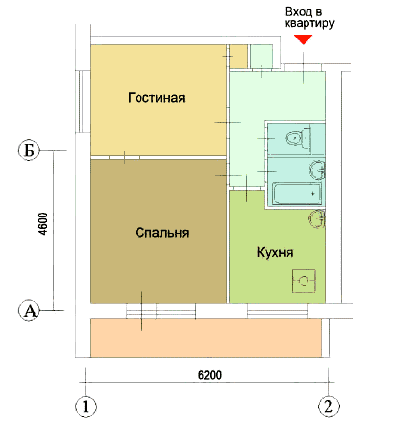 Вход в
квартиру
Гостиная
Б
4600
Спальня
Кухня
А
6200
1
2